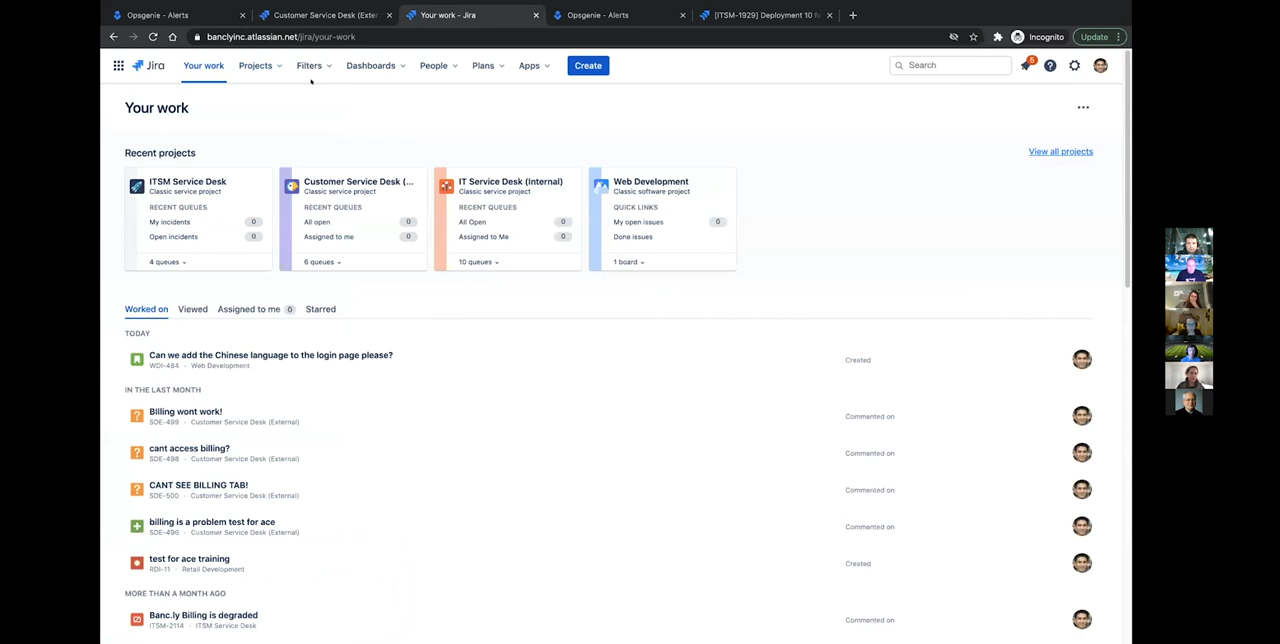 Opsgenie - Alerts
Customer Service Desk (Exter
Your work - Jira
Opsgenie - Alerts
[ITSM-1929] Deployment 10 f
banclyinc.atlassian.net/jira/your-work
Incognito
Update
Jira
Your work
Projects
Filters
Dashboards
People
Plans
Apps
Create
Search
5
Your work
Recent projects
View all projects
ITSM Service Desk
Classic service project
RECENT QUEUES
My incidents 0
Open incidents 0
4 queues
Customer Service Desk (...
Classic service project
RECENT QUEUES
All open 0
Assigned to me 0
6 queues
IT Service Desk (Internal)
Classic service project
RECENT QUEUES
All Open 0
Assigned to Me 0
10 queues
Web Development
Classic software project
QUICK LINKS
My open issues 0
Done issues
1 board
Worked on
Viewed
Assigned to me 0
Starred
TODAY
Can we add the Chinese language to the login page please?
WDI-484 · Web Development
Created
IN THE LAST MONTH
BIlling wont work!
SDE-499 · Customer Service Desk (External)
Commented on
cant access billing?
SDE-498 · Customer Service Desk (External)
Commented on
CANT SEE BILLING TAB!
SDE-500 · Customer Service Desk (External)
Commented on
billing is a problem test for ace
SDE-496 · Customer Service Desk (External)
Commented on
test for ace training
RDI-11 · Retail Development
Created
MORE THAN A MONTH AGO
Banc.ly Billing is degraded
ITSM-2114 · ITSM Service Desk
Commented on